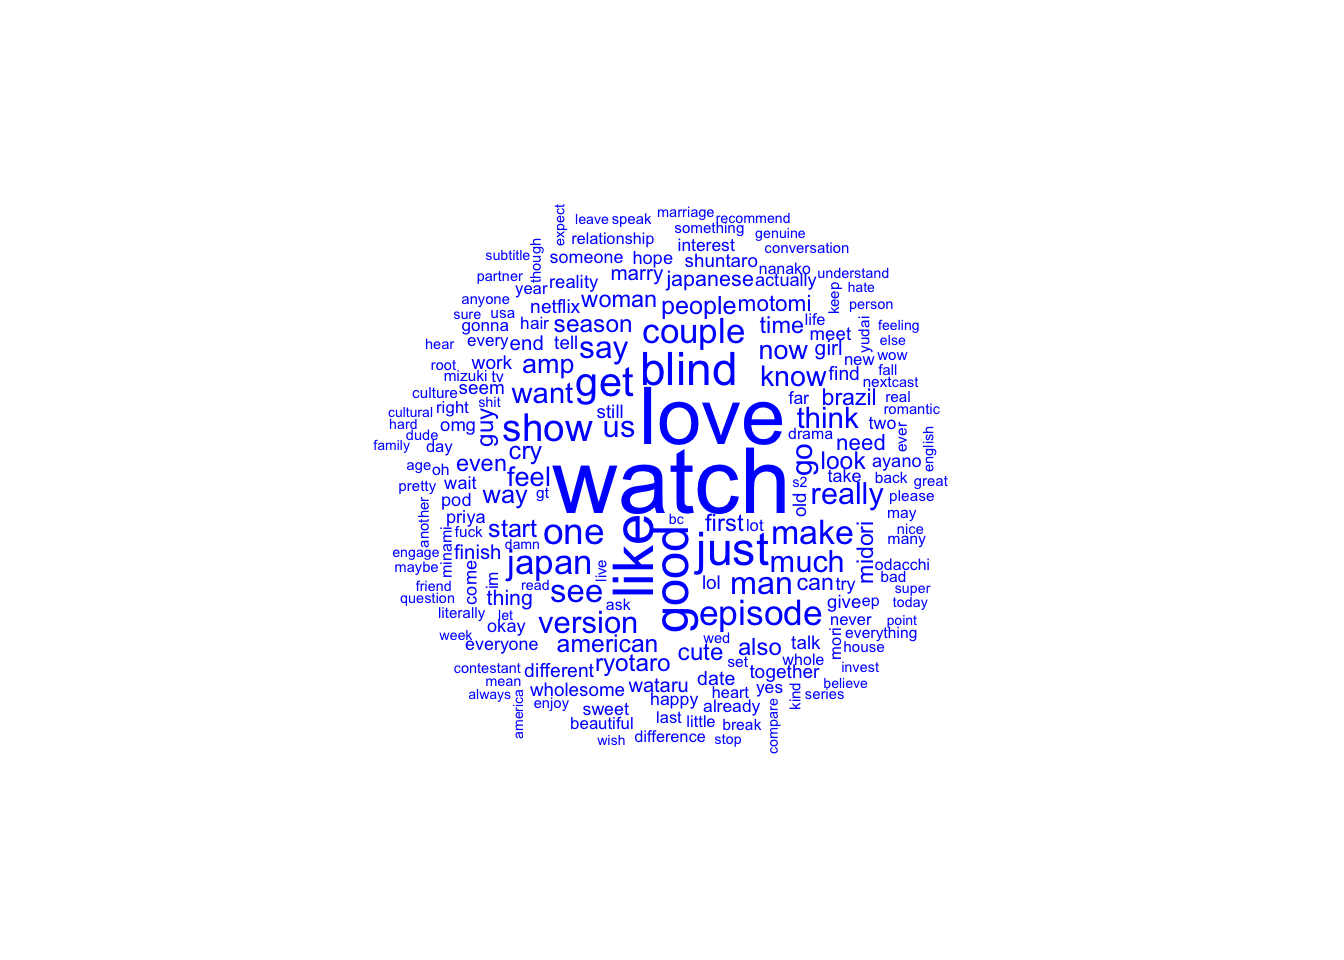 expect
leave speak
marriage
recommend
something
genuine
relationship
interest
conversation
subtitle
though
someone
hope
shuntaro
nanako
understand
partner
year
reality
marry
japanese
actually
keep
hate
anyone
netflix
woman
people
motomi
person
sure
usa
gonna
hair
season
couple
time
life
meet
yudai
feeling
else
hear
every
end
tell
say
now
girl
new
wow
root
work
amp
get
blind
know
find
fall
nextcast
mizuki
tv
culture
seem
shit
want
still
love
far
brazil
real
romantic
cultural
right
guy
show
us
think
two
hard
omg
drama
need
ever
english
dude
family
day
cry
go
look
ayano
age
oh
even
feel
watch
s2
take
back
great
pretty
wait
way
gt
old
really
please
pod
another
priya
start
one
bc
first
lot
make
may
nice
many
fuck
minami
damn
like
good
just
much
midori
engage
maybe
finish
japan
live
odacchi
bad
friend
come
im
read
see
lol
man
can
try
super
question
thing
ask
episode
give
ep
today
literally
let
version
never
point
week
okay
everyone
american
wed
also
talk
mori
everything
house
cute
contestant
different
ryotaro
set
whole
together
invest
mean
wholesome
wataru
date
yes
believe
always
america
enjoy
sweet
happy
heart
already
kind
series
beautiful
last
little
break
compare
wish
difference
stop